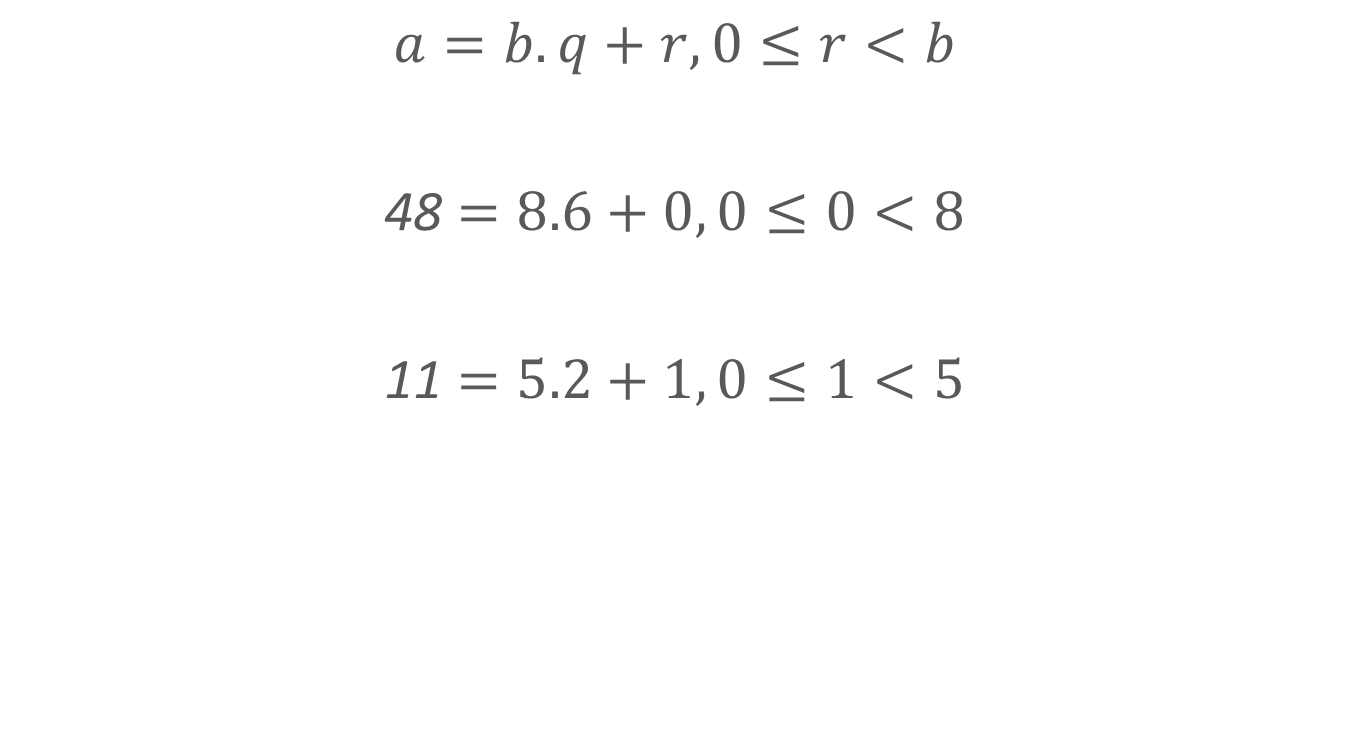 a = b. q + r, 0 ≤ r < b
48 = 8.6 + 0, 0 ≤ 0 < 8
11 = 5.2 + 1, 0 ≤ 1 < 5